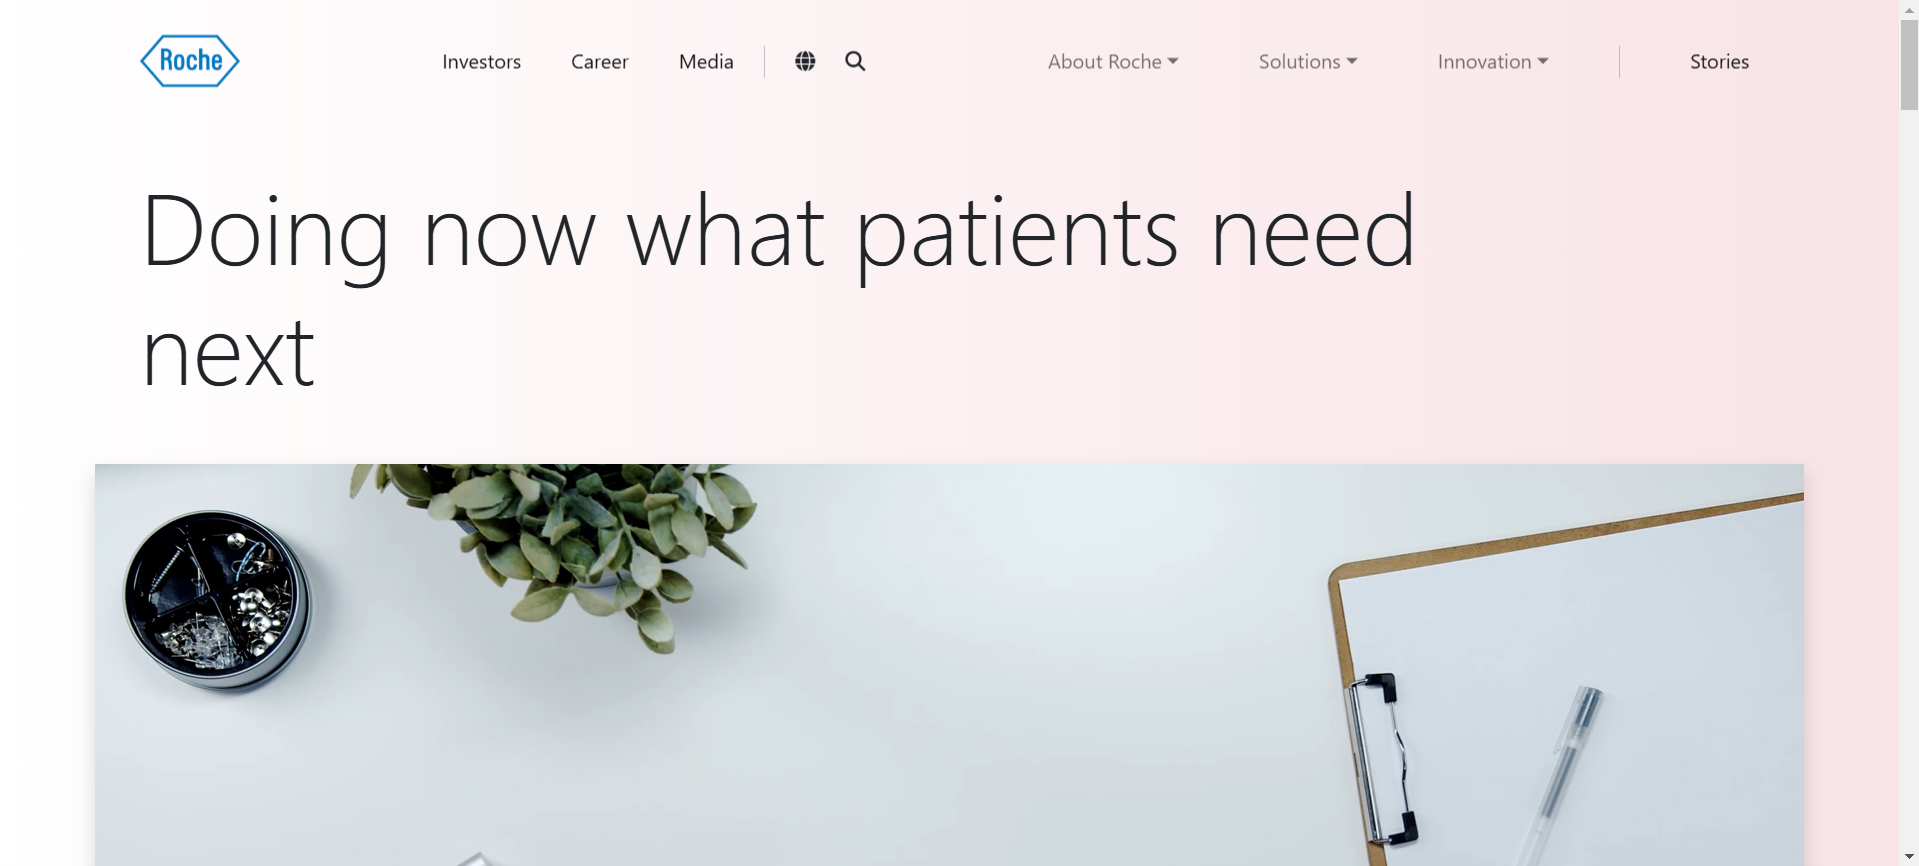 Roche
Investors Career Media About Roche Solutions Innovation Stories
Doing now what patients need
next